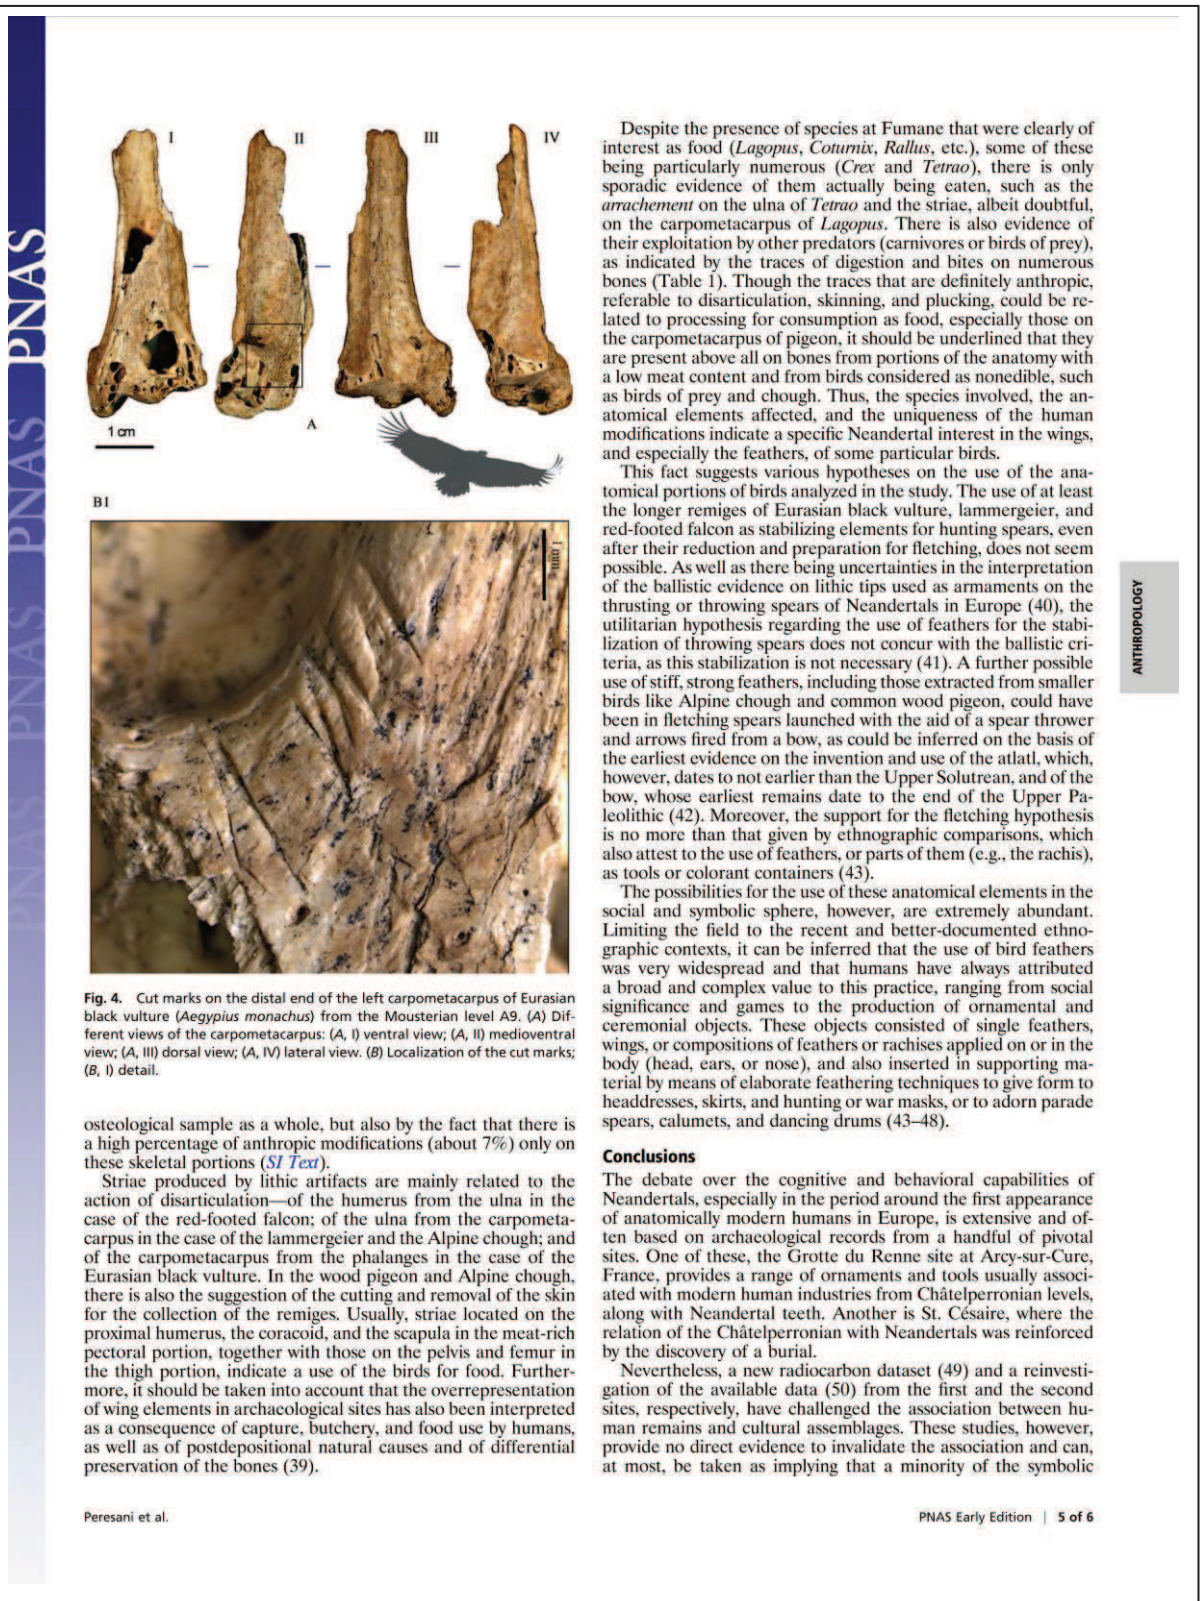 PNAS PNAS PNAS PNAS
I
II
III
IV
1 cm
A
B I
1 mm
Fig. 4. Cut marks on the distal end of the left carpometacarpus of Eurasian
black vulture (Aegypius monachus) from the Mousterian level A9. (A) Dif-
ferent views of the carpometacarpus: (A, I) ventral view; (A, II) medioventral
view; (A, III) dorsal view; (A, IV) lateral view. (B) Localization of the cut marks;
(B, I) detail.
osteological sample as a whole, but also by the fact that there is
a high percentage of anthropic modifications (about 7%) only on
these skeletal portions (SI Text).
Striae produced by lithic artifacts are mainly related to the
action of disarticulation—of the humerus from the ulna in the
case of the red-footed falcon; of the ulna from the carpometa-
carpus in the case of the lammergeier and the Alpine chough; and
of the carpometacarpus from the phalanges in the case of the
Eurasian black vulture. In the wood pigeon and Alpine chough,
there is also the suggestion of the cutting and removal of the skin
for the collection of the remiges. Usually, striae located on the
proximal humerus, the coracoid, and the scapula in the meat-rich
pectoral portion, together with those on the pelvis and femur in
the thigh portion, indicate a use of the birds for food. Further-
more, it should be taken into account that the overrepresentation
of wing elements in archaeological sites has also been interpreted
as a consequence of capture, butchery, and food use by humans,
as well as of postdepositional natural causes and of differential
preservation of the bones (39).
Despite the presence of species at Fumane that were clearly of
interest as food (Lagopus, Coturnix, Rallus, etc.), some of these
being particularly numerous (Crex and Tetrao), there is only
sporadic evidence of them actually being eaten, such as the
arrachement on the ulna of Tetrao and the striae, albeit doubtful,
on the carpometacarpus of Lagopus. There is also evidence of
their exploitation by other predators (carnivores or birds of prey),
as indicated by the traces of digestion and bites on numerous
bones (Table 1). Though the traces that are definitely anthropic,
referable to disarticulation, skinning, and plucking, could be re-
lated to processing for consumption as food, especially those on
the carpometacarpus of pigeon, it should be underlined that they
are present above all on bones from portions of the anatomy with
a low meat content and from birds considered as nonedible, such
as birds of prey and chough. Thus, the species involved, the an-
atomical elements affected, and the uniqueness of the human
modifications indicate a specific Neandertal interest in the wings,
and especially the feathers, of some particular birds.
This fact suggests various hypotheses on the use of the ana-
tomical portions of birds analyzed in the study. The use of at least
the longer remiges of Eurasian black vulture, lammergeier, and
red-footed falcon as stabilizing elements for hunting spears, even
after their reduction and preparation for fletching, does not seem
possible. As well as there being uncertainties in the interpretation
of the ballistic evidence on lithic tips used as armaments on the
thrusting or throwing spears of Neandertals in Europe (40), the
utilitarian hypothesis regarding the use of feathers for the stabi-
lization of throwing spears does not concur with the ballistic cri-
teria, as this stabilization is not necessary (41). A further possible
use of stiff, strong feathers, including those extracted from smaller
birds like Alpine chough and common wood pigeon, could have
been in fletching spears launched with the aid of a spear thrower
and arrows fired from a bow, as could be inferred on the basis of
the earliest evidence on the invention and use of the atlatl, which,
however, dates to not earlier than the Upper Solutrean, and of the
bow, whose earliest remains date to the end of the Upper Pa-
leolithic (42). Moreover, the support for the fletching hypothesis
is no more than that given by ethnographic comparisons, which
also attest to the use of feathers, or parts of them (e.g., the rachis),
as tools or colorant containers (43).
The possibilities for the use of these anatomical elements in the
social and symbolic sphere, however, are extremely abundant.
Limiting the field to the recent and better-documented ethno-
graphic contexts, it can be inferred that the use of bird feathers
was very widespread and that humans have always attributed
a broad and complex value to this practice, ranging from social
significance and games to the production of ornamental and
ceremonial objects. These objects consisted of single feathers,
wings, or compositions of feathers or rachises applied on or in the
body (head, ears, or nose), and also inserted in supporting ma-
terial by means of elaborate feathering techniques to give form to
headdresses, skirts, and hunting or war masks, or to adorn parade
spears, calumets, and dancing drums (43–48).
Conclusions
The debate over the cognitive and behavioral capabilities of
Neandertals, especially in the period around the first appearance
of anatomically modern humans in Europe, is extensive and of-
ten based on archaeological records from a handful of pivotal
sites. One of these, the Grotte du Renne site at Arcy-sur-Cure,
France, provides a range of ornaments and tools usually associ-
ated with modern human industries from Châtelperronian levels,
along with Neandertal teeth. Another is St. Césaire, where the
relation of the Châtelperronian with Neandertals was reinforced
by the discovery of a burial.
Nevertheless, a new radiocarbon dataset (49) and a reinvesti-
gation of the available data (50) from the first and the second
sites, respectively, have challenged the association between hu-
man remains and cultural assemblages. These studies, however,
provide no direct evidence to invalidate the association and can,
at most, be taken as implying that a minority of the symbolic
ANTHROPOLOGY
Peresani et al.
PNAS Early Edition | 5 of 6